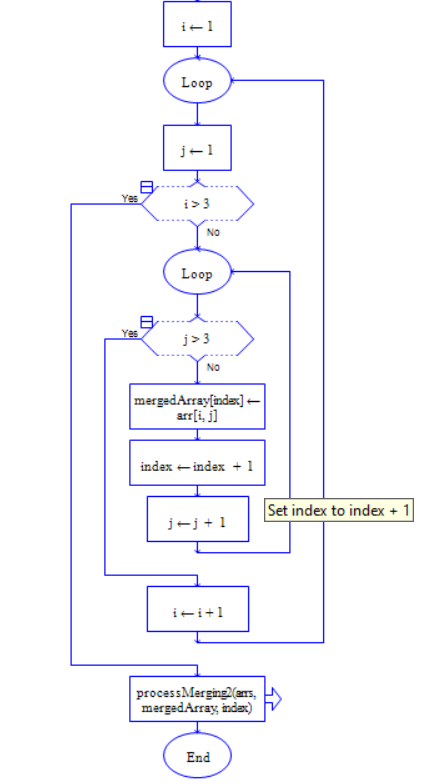 i ← 1
Loop
j ← 1
Yes
i > 3
No
Loop
Yes
j > 3
No
mergedArray[index] ←
arr[i, j]
index ← index + 1
j ← j + 1
Set index to index + 1
i ← i + 1
processMerging2(arrs,
mergedArray, index)
End